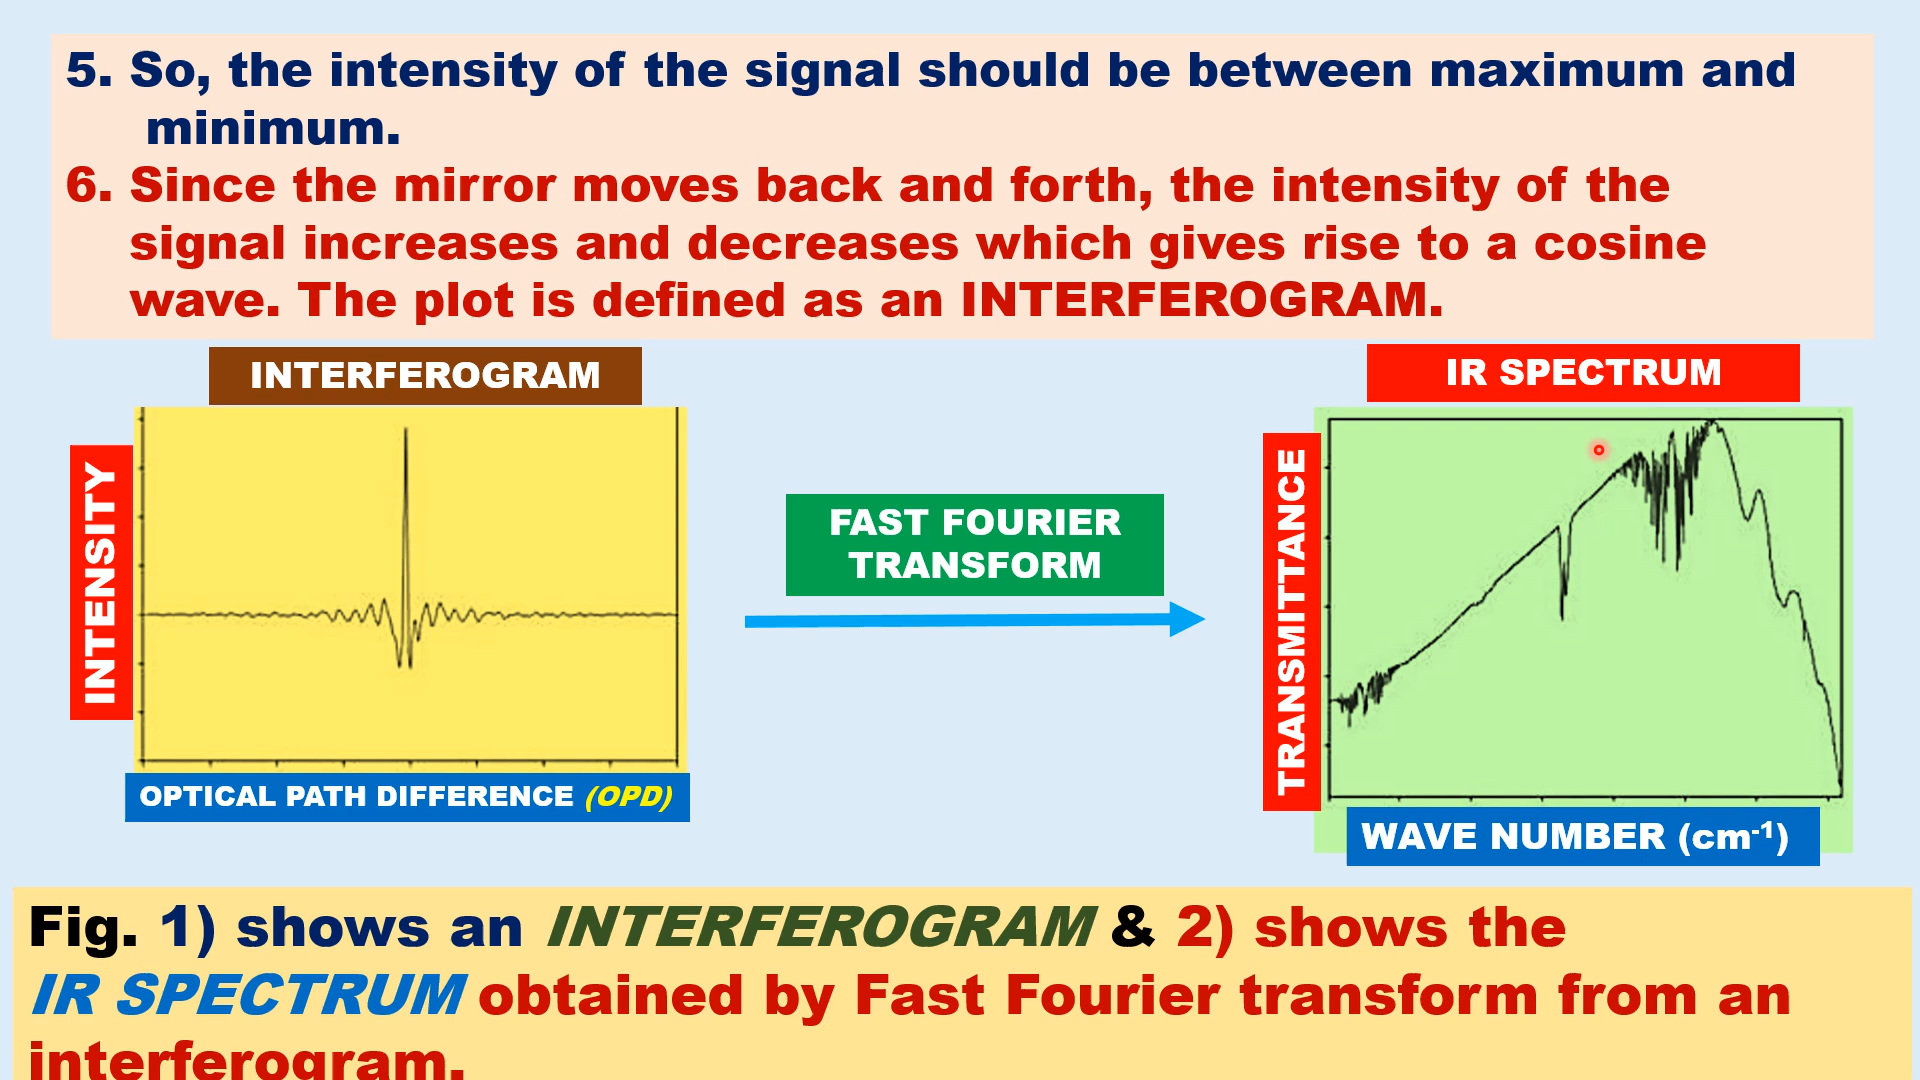 5. So, the intensity of the signal should be between maximum and
minimum.
6. Since the mirror moves back and forth, the intensity of the
signal increases and decreases which gives rise to a cosine
wave. The plot is defined as an INTERFEROGRAM.
INTERFEROGRAM
INTENSITY
OPTICAL PATH DIFFERENCE (OPD)
FAST FOURIER
TRANSFORM
IR SPECTRUM
TRANSMITTANCE
WAVE NUMBER (cm⁻¹)
Fig. 1) shows an INTERFEROGRAM & 2) shows the
IR SPECTRUM obtained by Fast Fourier transform from an
interferogram.